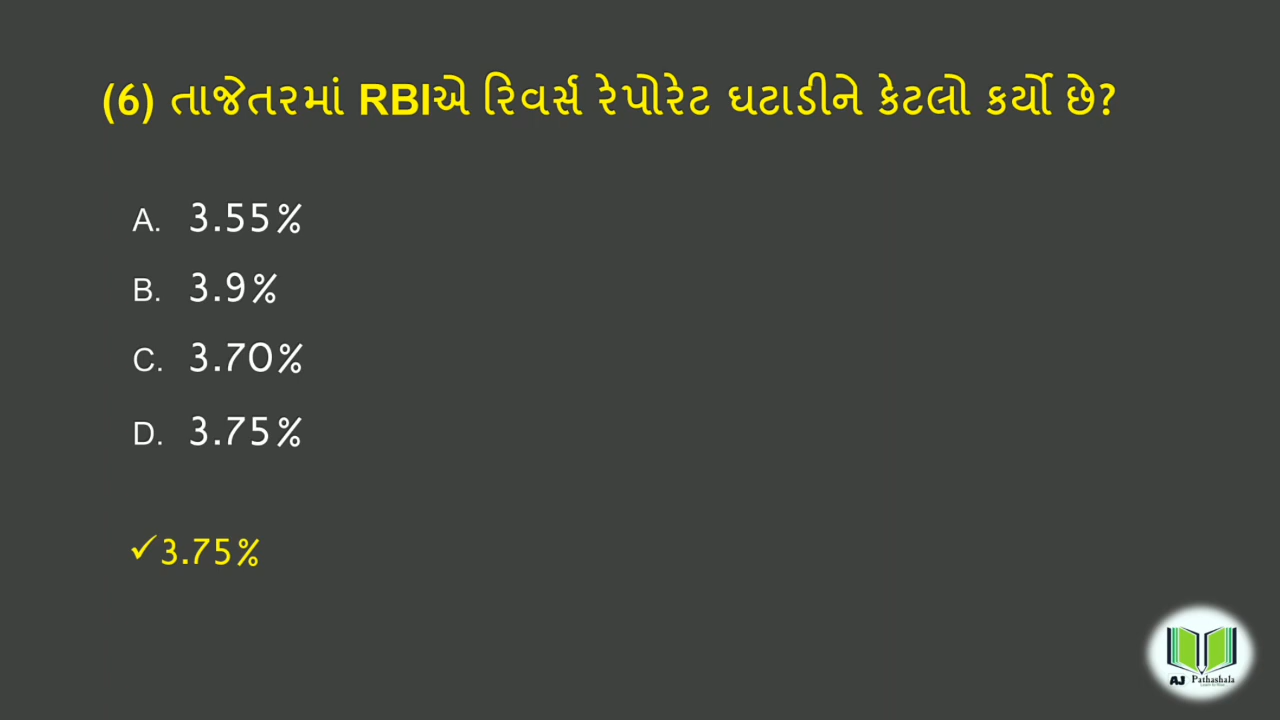 (6) તાજેતરમાં RBIએ રિવર્સ રેપોરેટ ઘટાડીને કેટલો કર્યો છે?
A. 3.55%
B. 3.9%
C. 3.70%
D. 3.75%
✓3.75%
AJ Pathashala